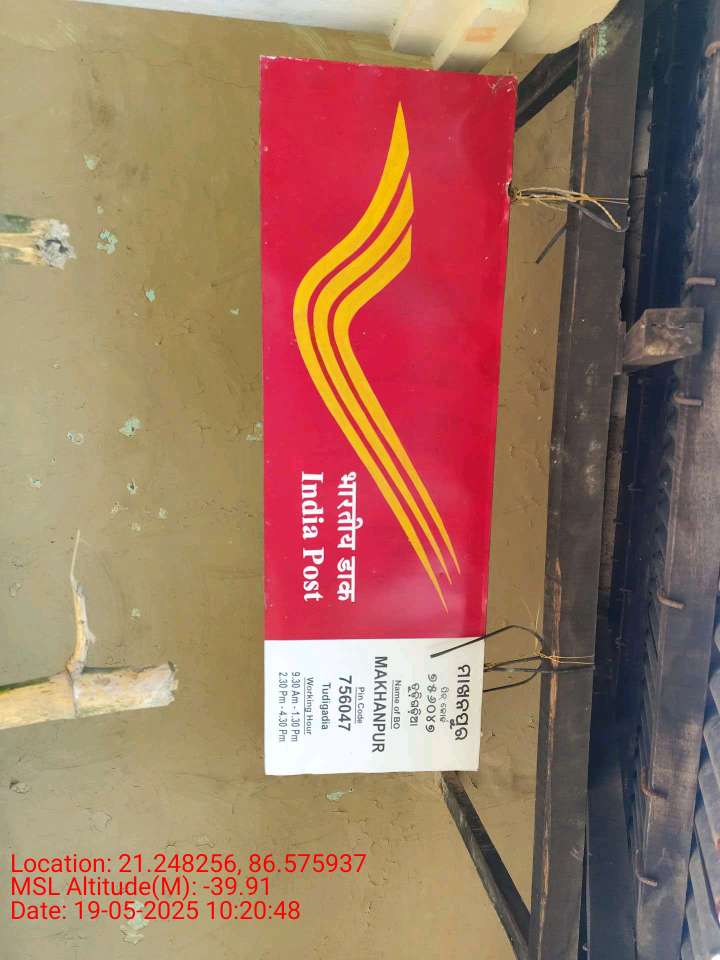 भारतीय डाक
India Post
ମାଖନପୁର
ପିନ୍ କୋଡ
୭୫୬୦୪୭
ତୁଡିଗଡ଼ିଆ
Name of BO
MAKHANPUR
Pin Code
756047
Tudigadia
Working Hour
9.30 Am -1.30 Pm
2.30 Pm - 4.30 Pm
Location: 21.248256, 86.575937
MSL Altitude(M): -39.91
Date: 19-05-2025 10:20:48